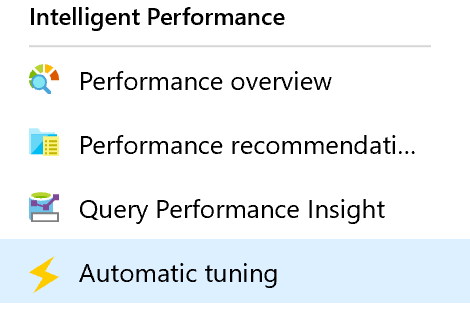 Intelligent Performance
Performance overview
Performance recommendati...
Query Performance Insight
Automatic tuning